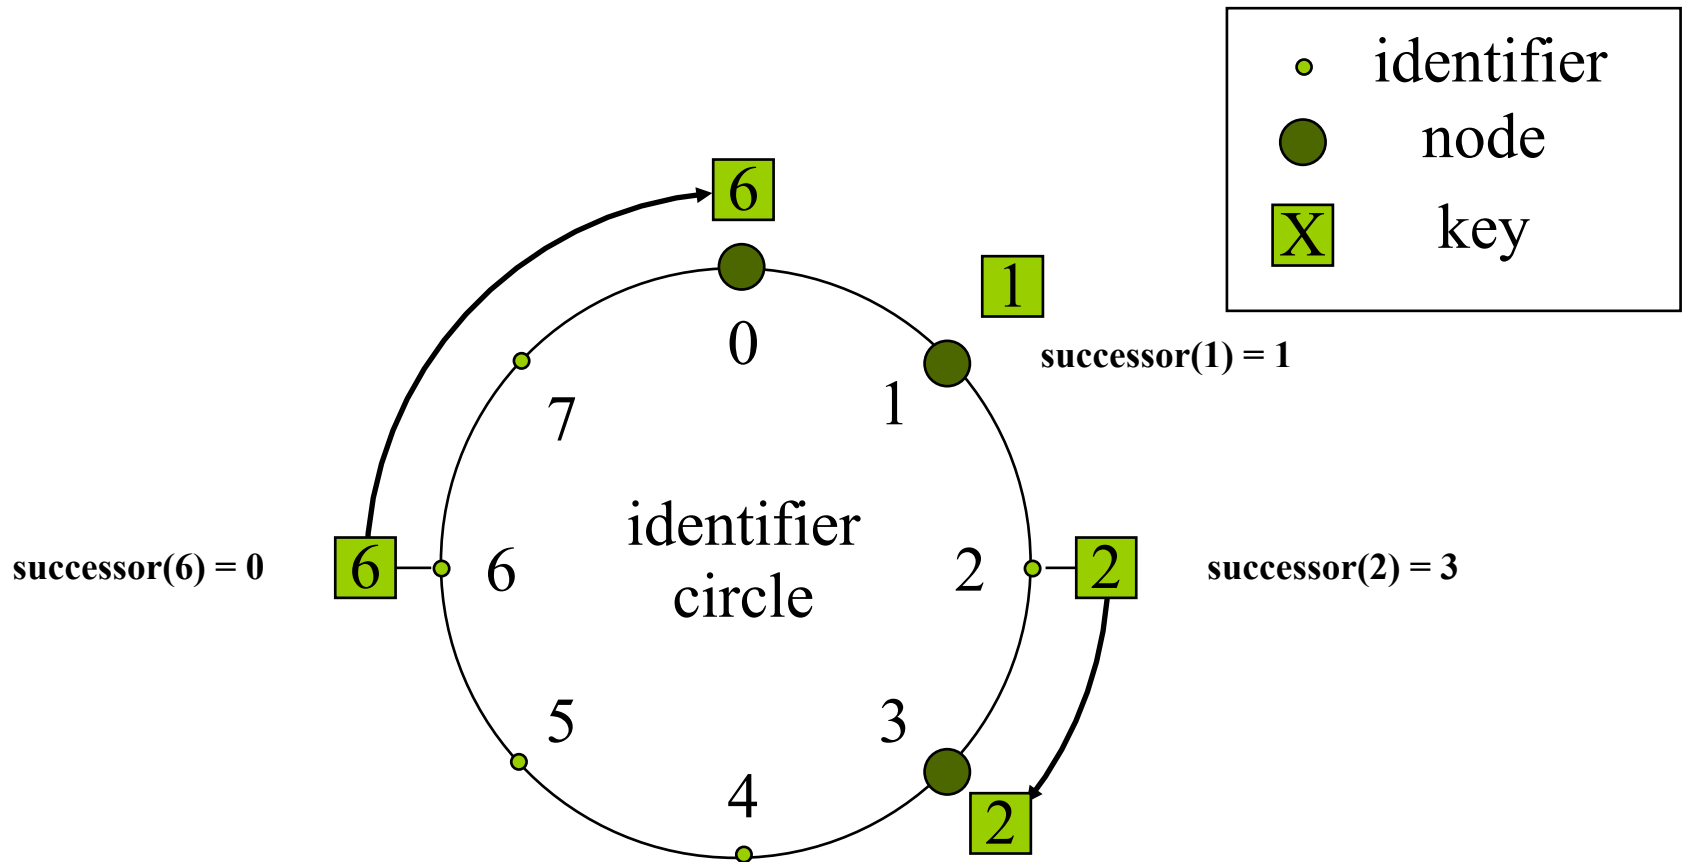 identifier
node
X key
6
1
0
successor(1) = 1
1
7
identifier
circle
successor(6) = 0 6 6 2 2 successor(2) = 3
5 3
4
2